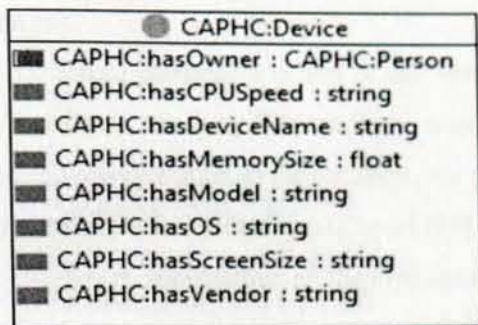 CAPHC:Device
CAPHC:hasOwner : CAPHC:Person
CAPHC:hasCPUSpeed : string
CAPHC:hasDeviceName : string
CAPHC:hasMemorySize : float
CAPHC:hasModel : string
CAPHC:hasOS : string
CAPHC:hasScreenSize : string
CAPHC:hasVendor : string